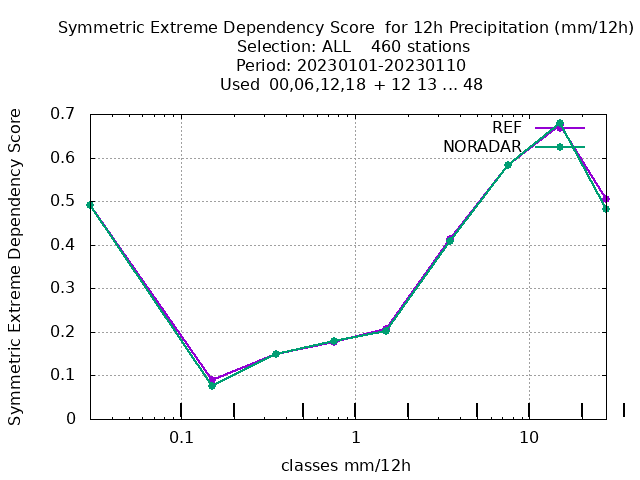 Symmetric Extreme Dependency Score for 12h Precipitation (mm/12h)
Selection: ALL 460 stations
Period: 20230101-20230110
Used 00,06,12,18 + 12 13 ... 48
Symmetric Extreme Dependency Score
0.7
0.6
0.5
0.4
0.3
0.2
0.1
0
REF
NORADAR
0.1
1
10
classes mm/12h